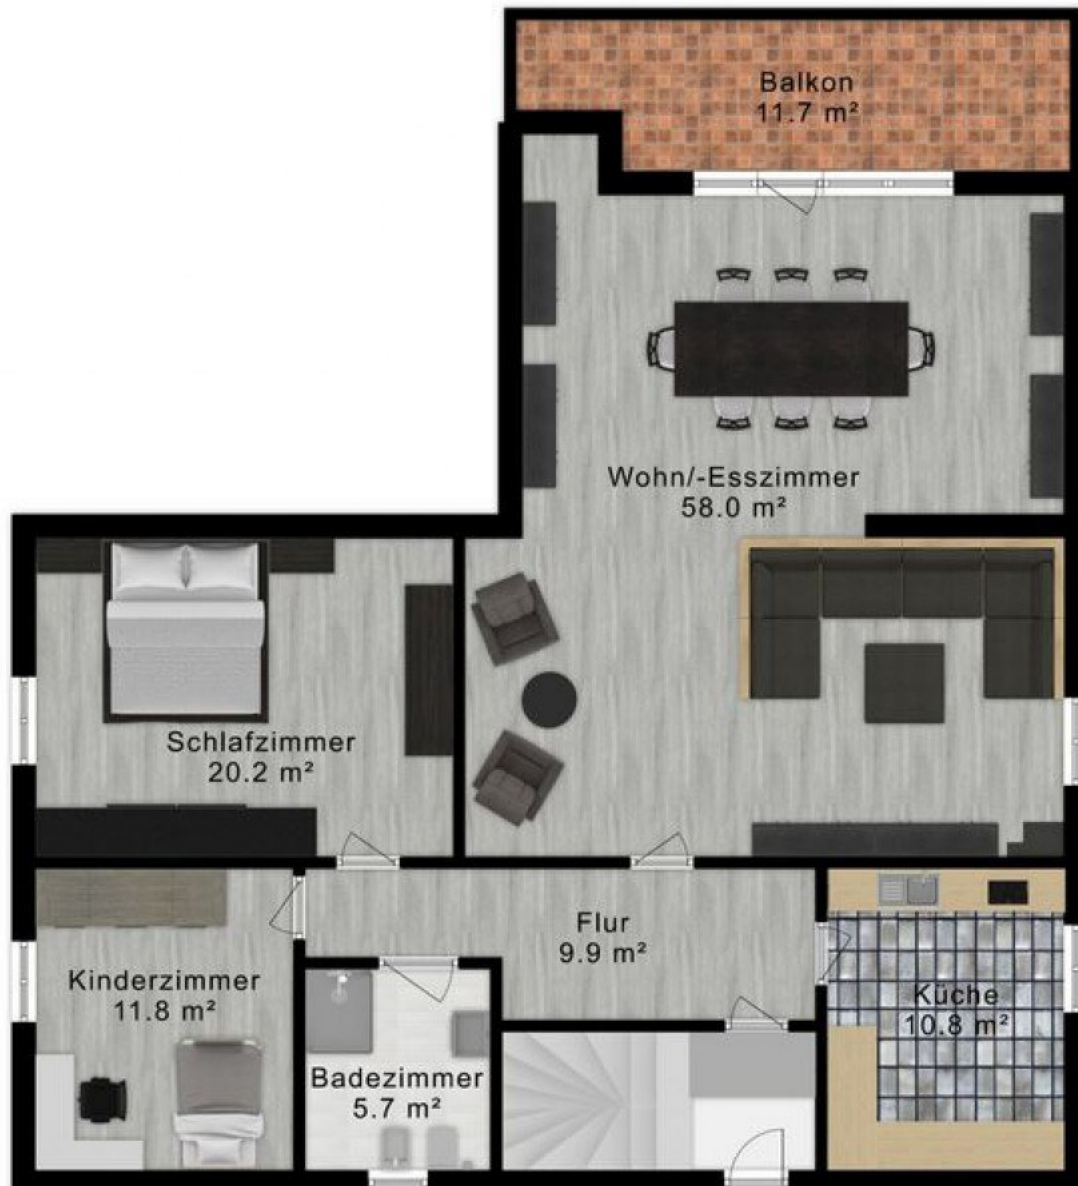 Balkon
11.7 m²
Wohn/-Esszimmer
58.0 m²
Schlafzimmer
20.2 m²
Flur
9.9 m²
Kinderzimmer
11.8 m²
Küche
10.8 m²
Badezimmer
5.7 m²